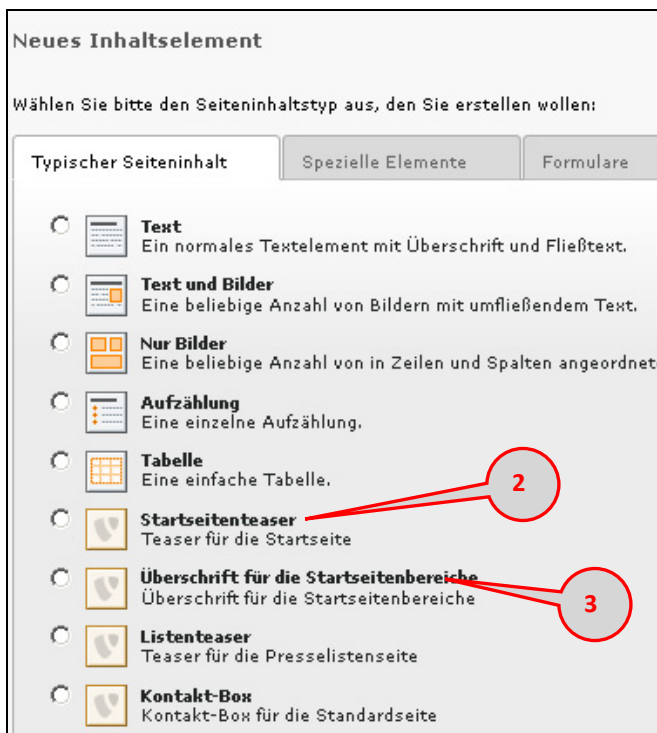 Neues Inhaltselement
Wählen Sie bitte den Seiteninhaltstyp aus, den Sie erstellen wollen:
Typischer Seiteninhalt Spezielle Elemente Formulare
Text
Ein normales Textelement mit Überschrift und Fließtext.
Text und Bilder
Eine beliebige Anzahl von Bildern mit umfließendem Text.
Nur Bilder
Eine beliebige Anzahl von in Zeilen und Spalten angeordnet
Aufzählung
Eine einzelne Aufzählung.
Tabelle
Eine einfache Tabelle.
2
Startseitenteaser
Teaser für die Startseite
Überschrift für die Startseitenbereiche
Überschrift für die Startseitenbereiche
3
Listenteaser
Teaser für die Presselistenseite
Kontakt-Box
Kontakt-Box für die Standardseite